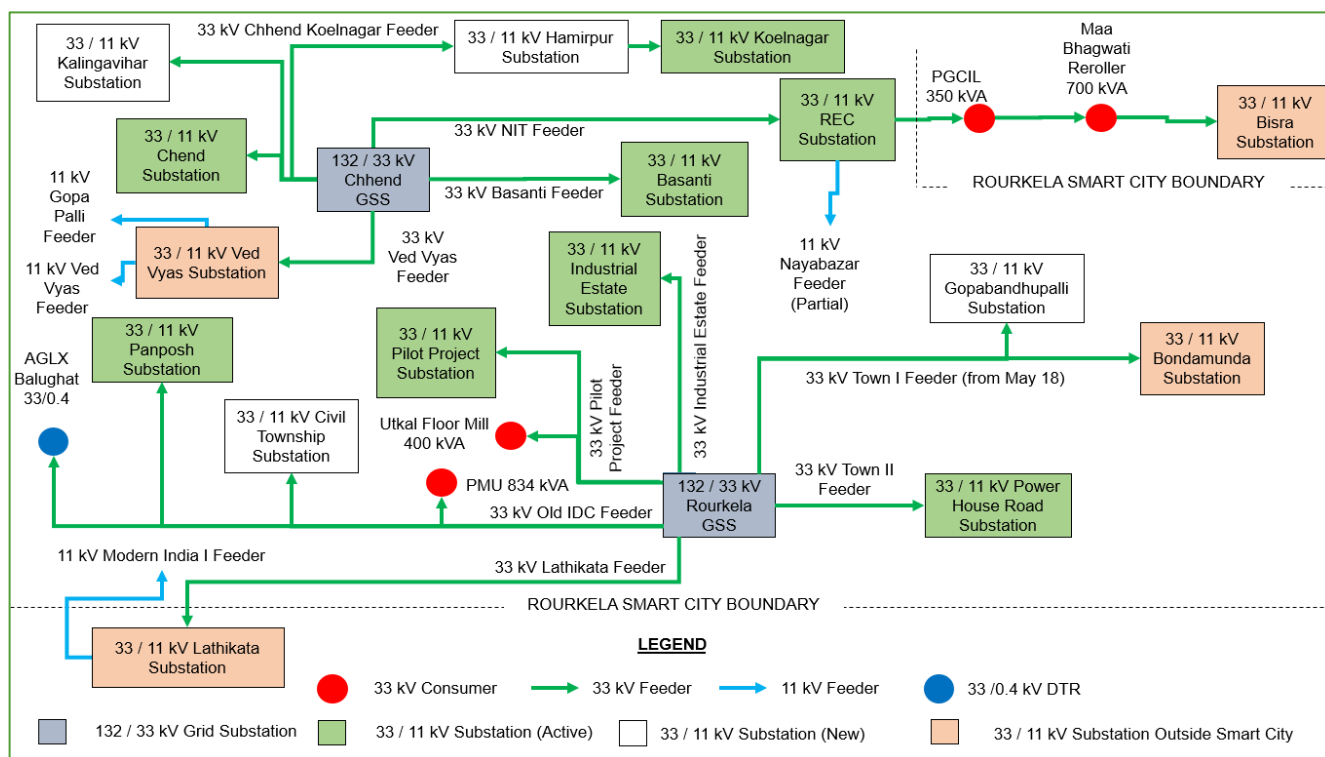 33 kV Chhend Koelnagar Feeder
33 / 11 kV
Kalingavihar
Substation
33 / 11 kV Hamirpur
Substation
33 / 11 kV Koelnagar
Substation
PGCIL
350 kVA
Maa
Bhagwati
Reroller
700 kVA
33 / 11 kV
REC
Substation
33 / 11 kV
Bisra
Substation
33 kV NIT Feeder
33 / 11 kV
Chend
Substation
132 / 33 kV
Chhend
GSS
33 kV Basanti Feeder
33 / 11 kV
Basanti
Substation
ROURKELA SMART CITY BOUNDARY
11 kV
Gopa
Palli
Feeder
33 / 11 kV Ved
Vyas Substation
33 kV
Ved Vyas
Feeder
11 kV Ved
Vyas
Feeder
33 / 11 kV
Industrial
Estate
Substation
33 kV Industrial Estate Feeder
11 kV
Nayabazar
Feeder
(Partial)
33 / 11 kV
Gopabandhupalli
Substation
33 / 11 kV
Panposh
Substation
33 / 11 kV
Pilot Project
Substation
33 kV Pilot
Project Feeder
33 / 11 kV
Bondamunda
Substation
33 kV Town I Feeder (from May 18)
AGLX
Balughat
33/0.4
33 / 11 kV Civil
Township
Substation
Utkal Floor Mill
400 kVA
PMU 834 kVA
33 kV Old IDC Feeder
132 / 33 kV
Rourkela
GSS
33 kV Town II
Feeder
33 / 11 kV Power
House Road
Substation
11 kV Modern India I Feeder
33 kV Lathikata Feeder
ROURKELA SMART CITY BOUNDARY
33 / 11 kV Lathikata
Substation
LEGEND
33 kV Consumer
33 kV Feeder
11 kV Feeder
33 /0.4 kV DTR
132 / 33 kV Grid Substation
33 / 11 kV Substation (Active)
33 / 11 kV Substation (New)
33 / 11 kV Substation Outside Smart City